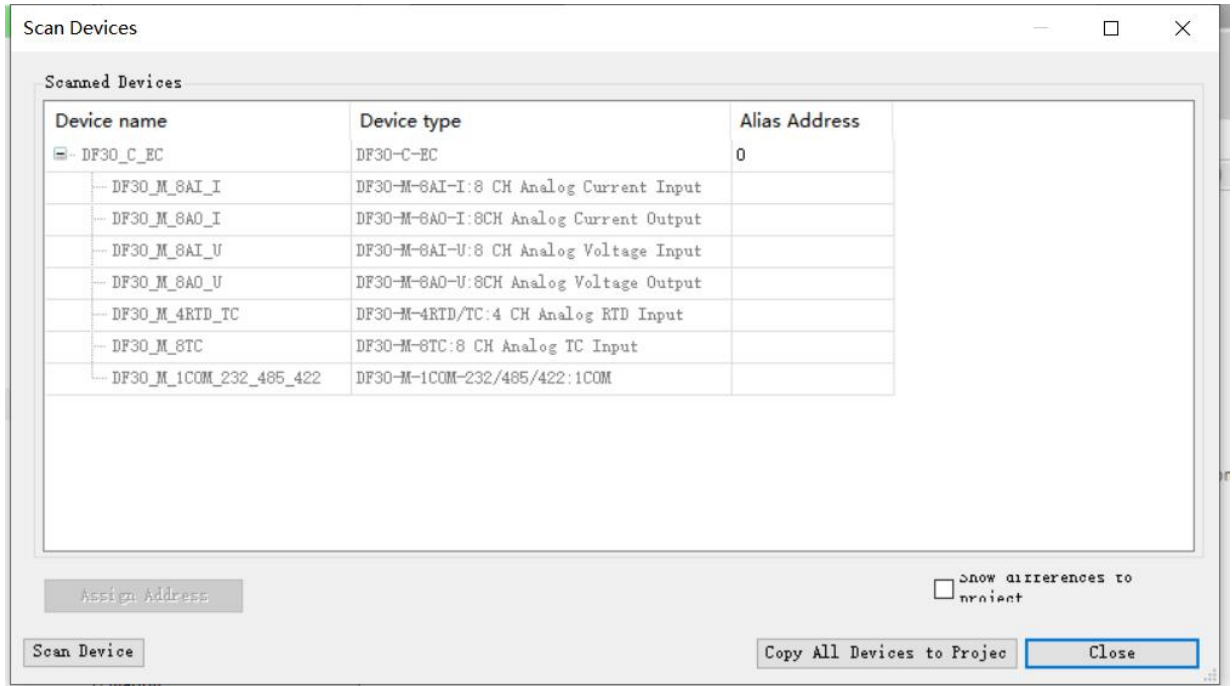 Scan Devices
Scanned Devices
Device name Device type Alias Address
DF30_C_EC DF30-C-EC 0
DF30_M_8AI_I DF30-M-8AI-I:8 CH Analog Current Input
DF30_M_8AO_I DF30-M-8AO-I:8CH Analog Current Output
DF30_M_8AI_U DF30-M-8AI-U:8 CH Analog Voltage Input
DF30_M_8AO_U DF30-M-8AO-U:8CH Analog Voltage Output
DF30_M_4RTD_TC DF30-M-4RTD/TC:4 CH Analog RTD Input
DF30_M_8TC DF30-M-8TC:8 CH Analog TC Input
DF30_M_1COM_232_485_422 DF30-M-1COM-232/485/422:1COM
Assign Address
Show differences to
project
Scan Device Copy All Devices to Projec Close